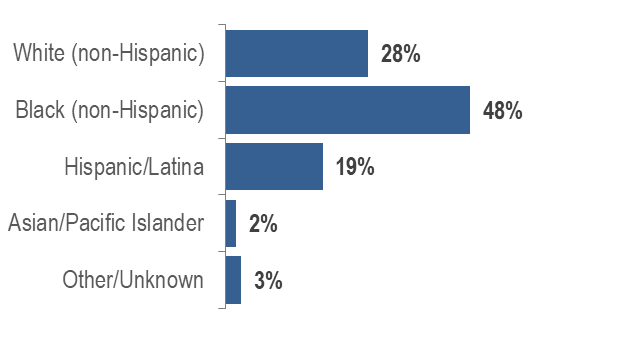 White (non-Hispanic) 28%
Black (non-Hispanic) 48%
Hispanic/Latina 19%
Asian/Pacific Islander 2%
Other/Unknown 3%